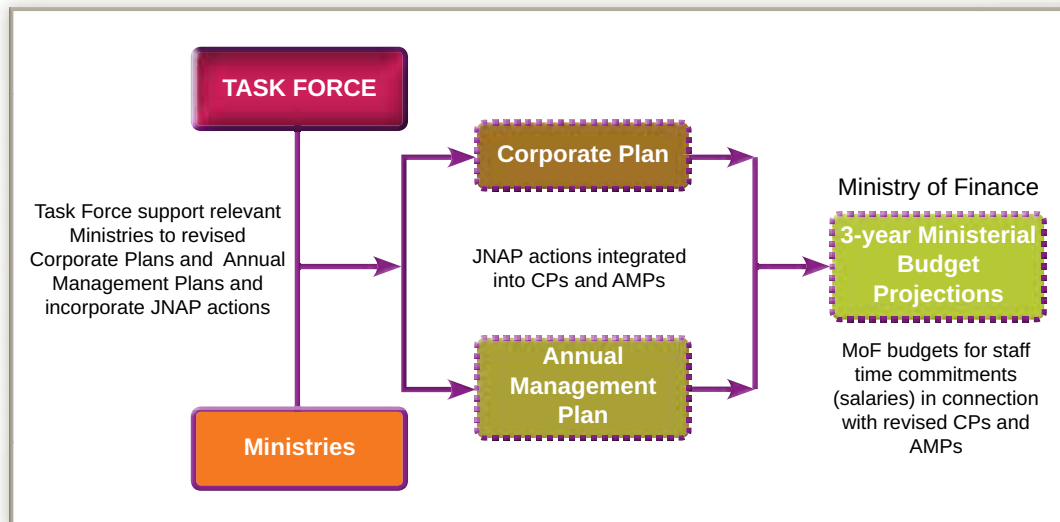 TASK FORCE
Task Force support relevant
Ministries to revised
Corporate Plans and Annual
Management Plans and
incorporate JNAP actions
Ministries
Corporate Plan
JNAP actions integrated
into CPs and AMPs
Annual
Management
Plan
Ministry of Finance
3-year Ministerial
Budget
Projections
MoF budgets for staff
time commitments
(salaries) in connection
with revised CPs and
AMPs